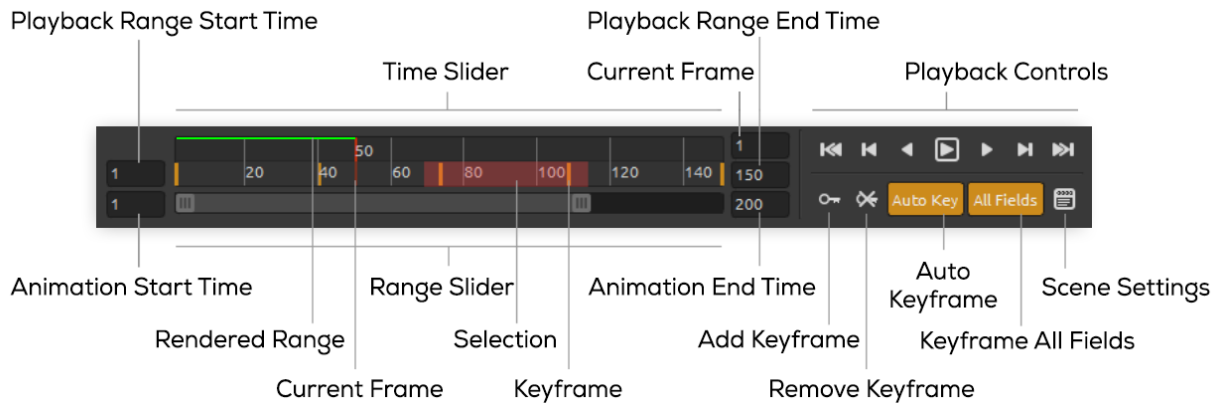 Playback Range Start Time
Playback Range End Time
Time Slider
Current Frame
Playback Controls
50
1
1
20
40
60
80
100
120
140
150
1
200
Auto Key
All Fields
Animation Start Time
Range Slider
Animation End Time
Auto
Keyframe
Scene Settings
Rendered Range
Selection
Add Keyframe
Keyframe All Fields
Current Frame
Keyframe
Remove Keyframe